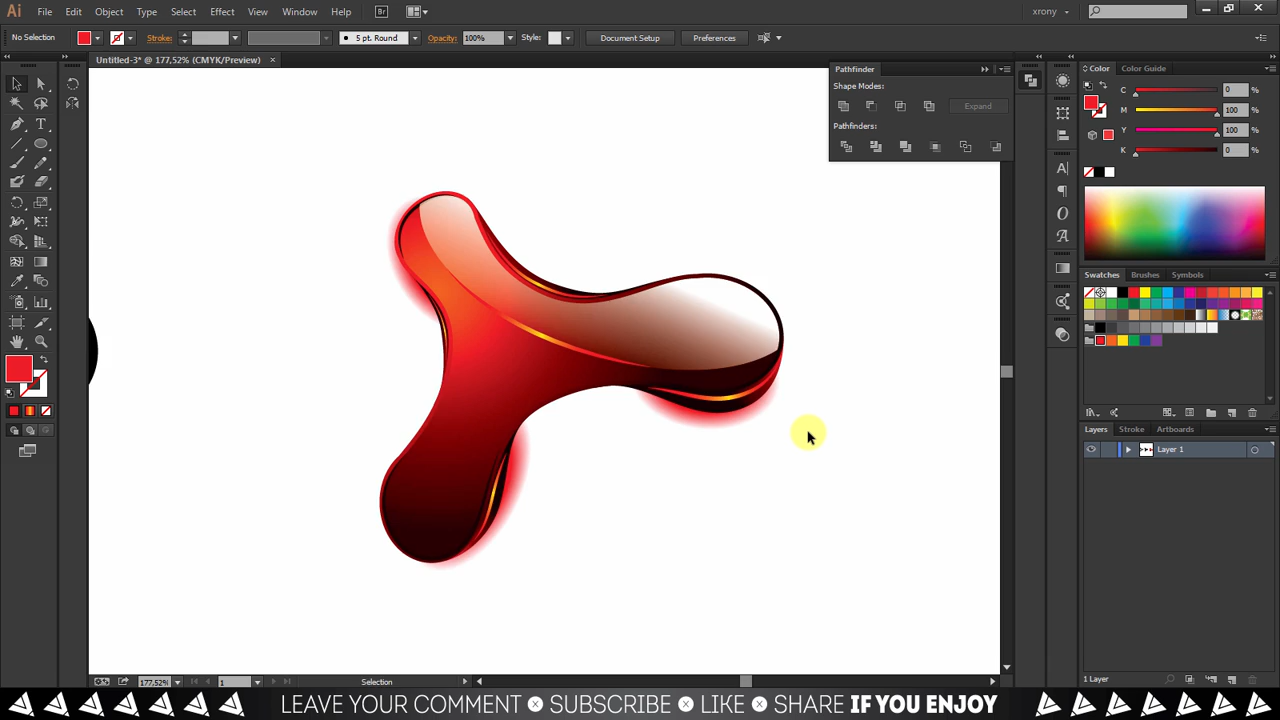 Ai File Edit Object Type Select Effect View Window Help Br xrony
No Selection Stroke: 5 pt. Round Opacity: 100% Style: Document Setup Preferences
Untitled-3* @ 177,52% (CMYK/Preview) ×
Pathfinder
Shape Modes:
Expand
Pathfinders:
Color Color Guide
C 0 %
M 100 %
Y 100 %
K 0 %
Swatches Brushes Symbols
Layers Stroke Artboards
Layer 1
1 Layer
177,52% 1 Selection
LEAVE YOUR COMMENT SUBSCRIBE LIKE SHARE IF YOU ENJOY